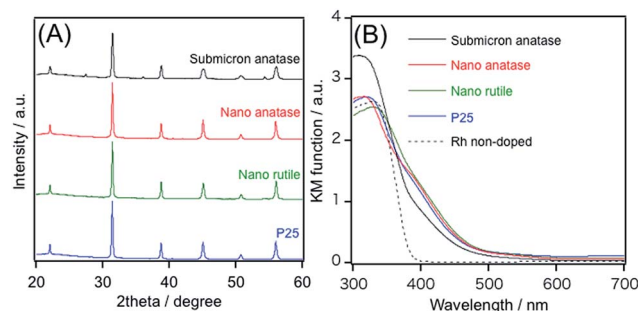 (A)
Submicron anatase
Nano anatase
Nano rutile
P25
Intensity / a.u.
20 30 40 50 60
2theta / degree
(B)
Submicron anatase
Nano anatase
Nano rutile
P25
Rh non-doped
KM function / a.u.
4
3
2
1
0
300 400 500 600 700
Wavelength / nm